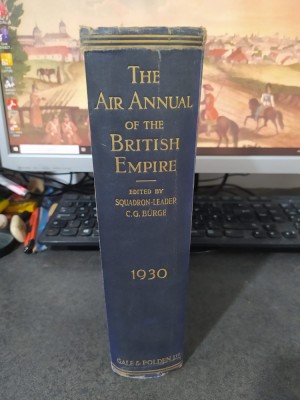 THE
AIR ANNUAL
OF THE
BRITISH
EMPIRE
EDITED BY
SQUADRON-LEADER
C.G. BURGE
1930
GALE & POLDEN LTD